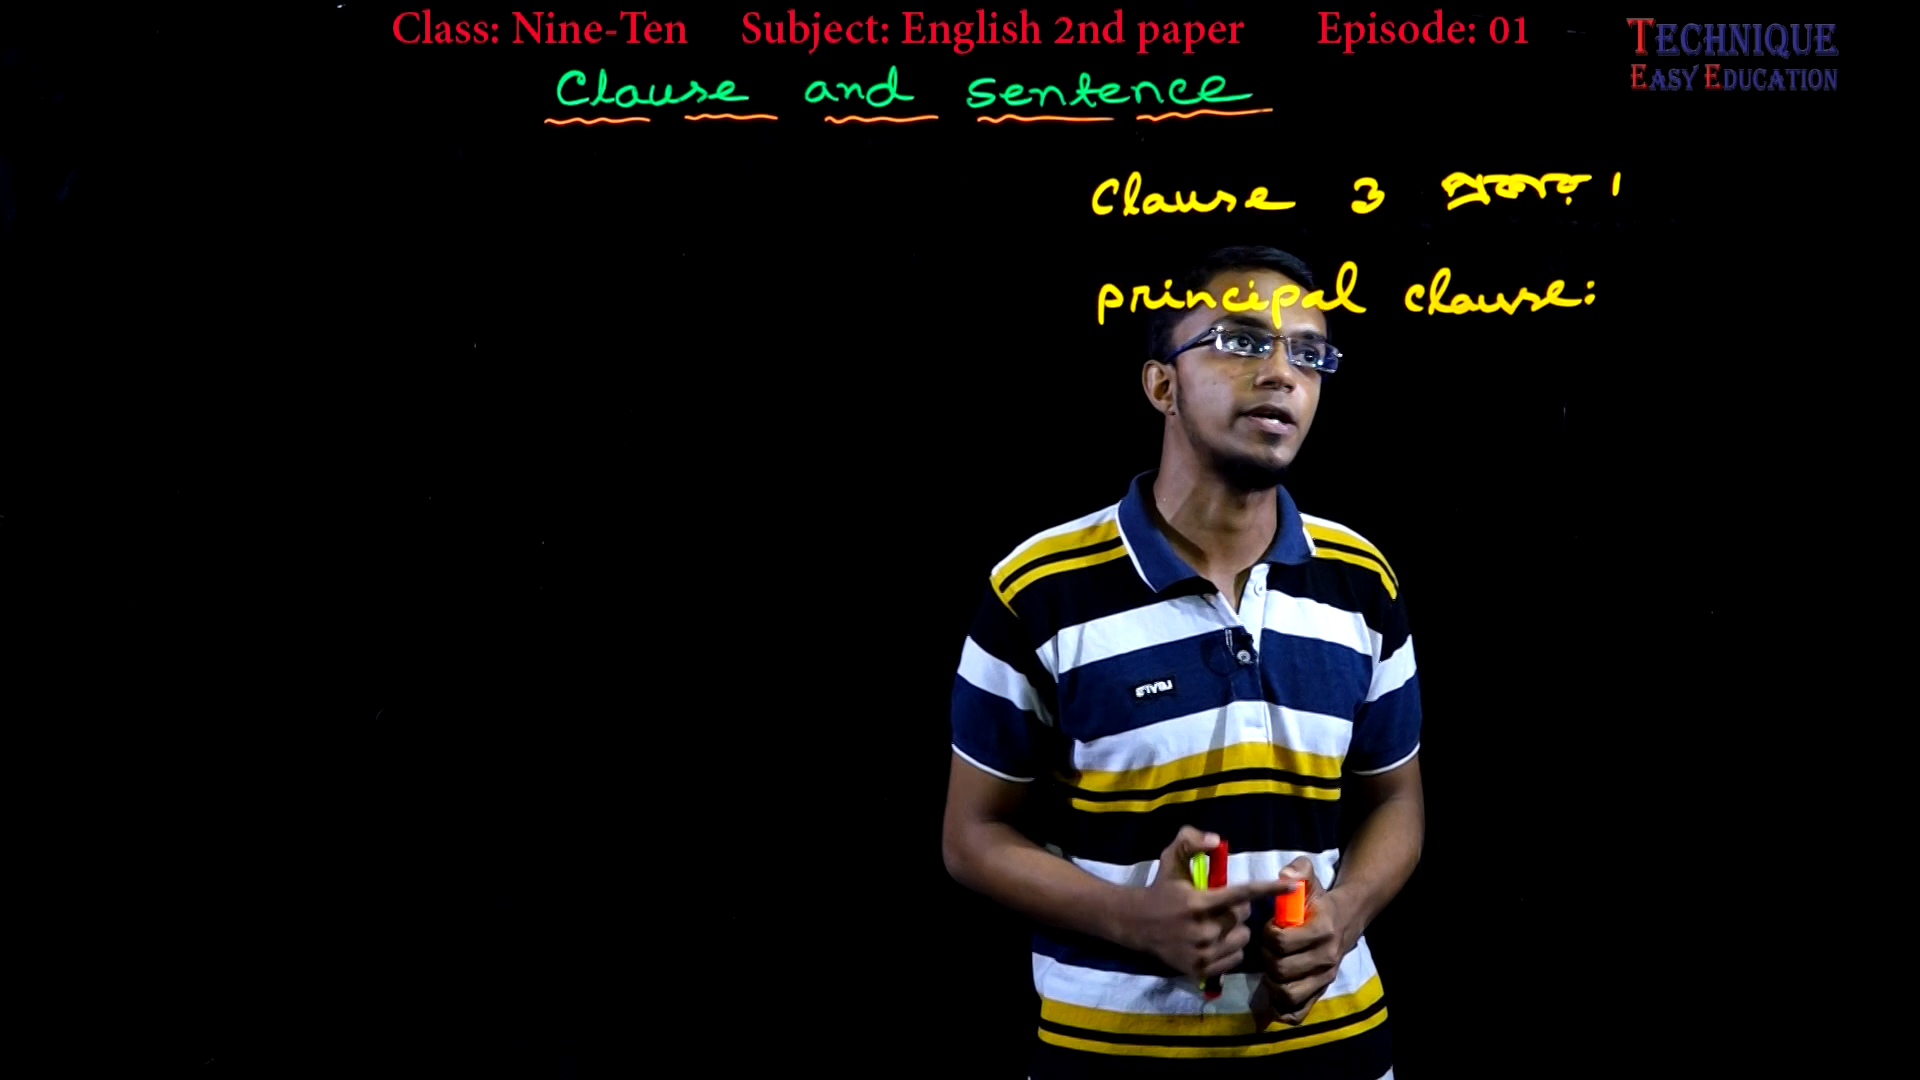 Class: Nine-Ten Subject: English 2nd paper Episode: 01
TECHNIQUE
EASY EDUCATION
Clause and sentence
Clause 3 প্রকার।
principal clause: